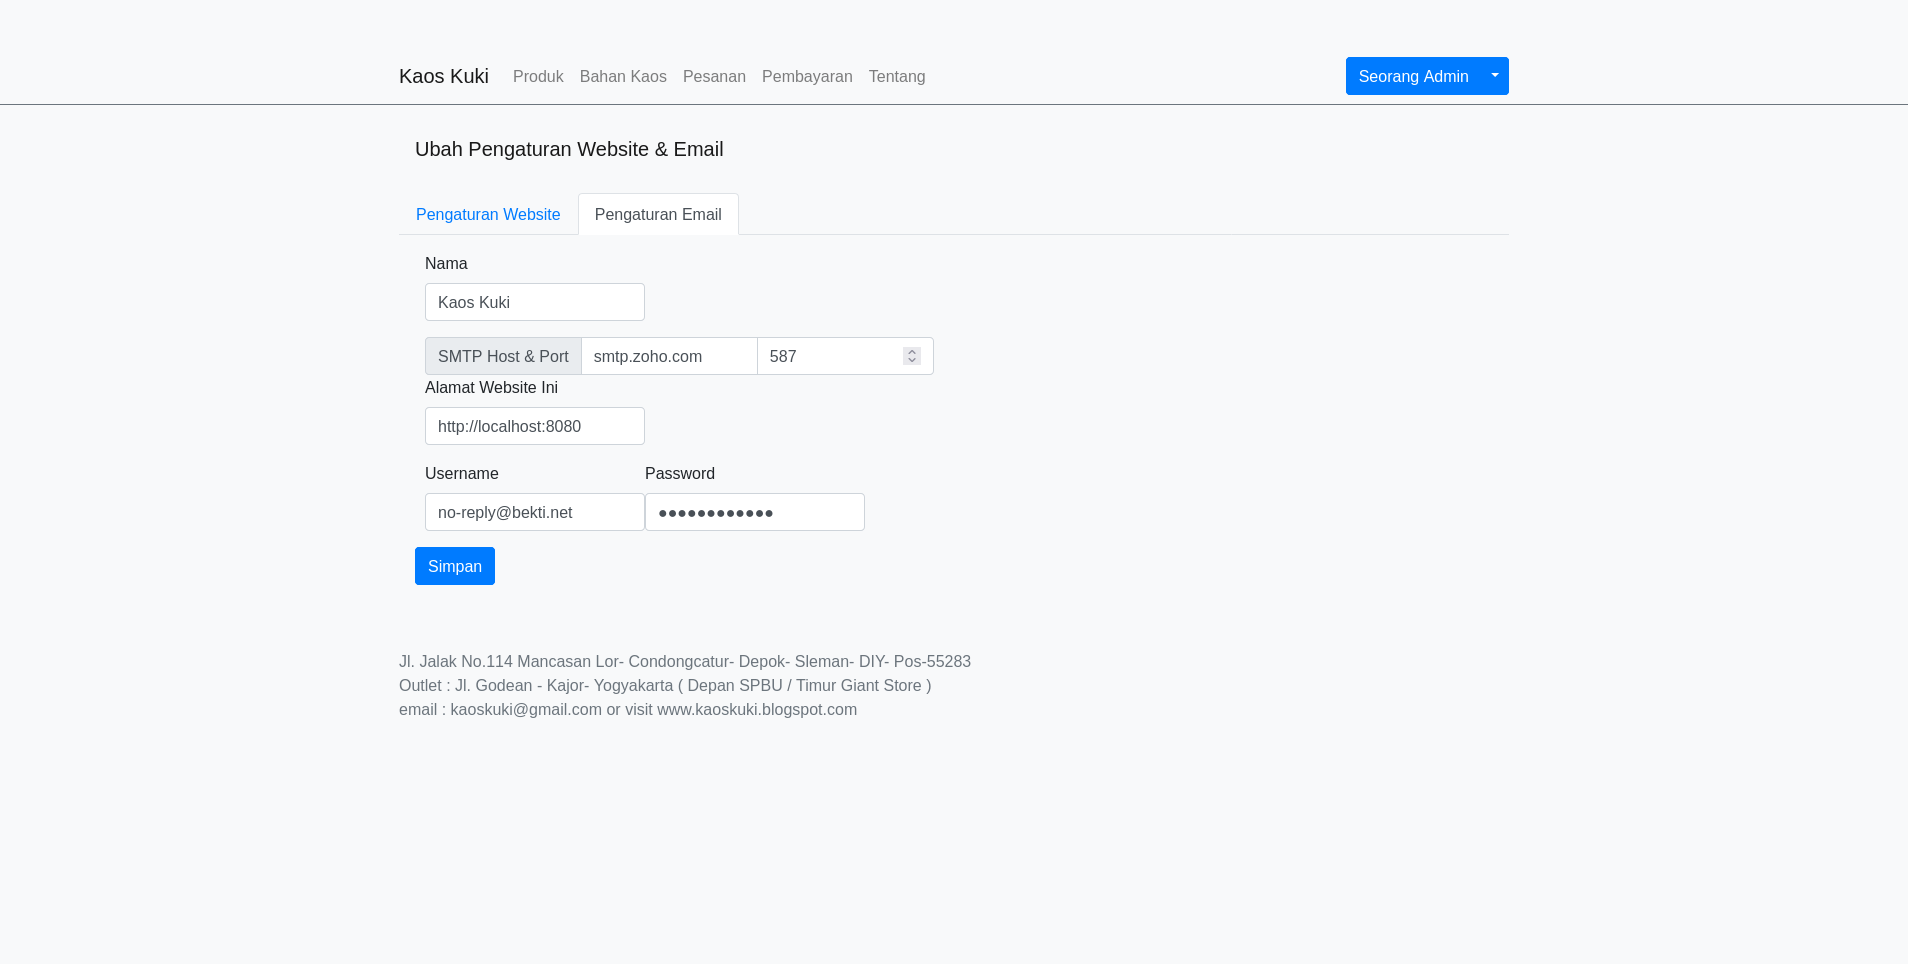 Kaos Kuki Produk Bahan Kaos Pesanan Pembayaran Tentang Seorang Admin
Ubah Pengaturan Website & Email
Pengaturan Website Pengaturan Email
Nama
Kaos Kuki
SMTP Host & Port smtp.zoho.com 587
Alamat Website Ini
http://localhost:8080
Username Password
no-reply@bekti.net ●●●●●●●●●●●●
Simpan
Jl. Jalak No.114 Mancasan Lor- Condongcatur- Depok- Sleman- DIY- Pos-55283
Outlet : Jl. Godean - Kajor- Yogyakarta ( Depan SPBU / Timur Giant Store )
email : kaoskuki@gmail.com or visit www.kaoskuki.blogspot.com